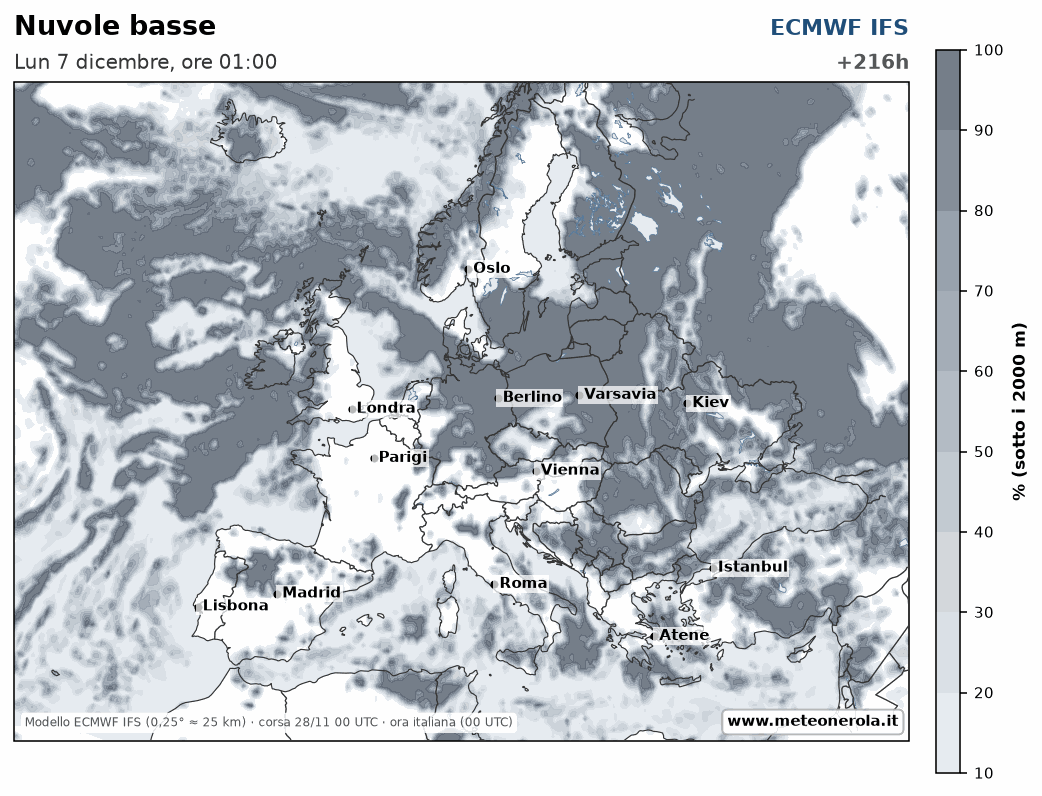 Nuvole basse
ECMWF IFS
Lun 7 dicembre, ore 01:00
+216h
100
90
80
70
60
50
40
30
20
10
% (sotto i 2000 m)
Oslo
Berlino
Varsavia
Kiev
Londra
Parigi
Vienna
Istanbul
Roma
Madrid
Lisbona
Atene
Modello ECMWF IFS (0,25° ≈ 25 km) · corsa 28/11 00 UTC · ora italiana (00 UTC)
www.meteonerola.it